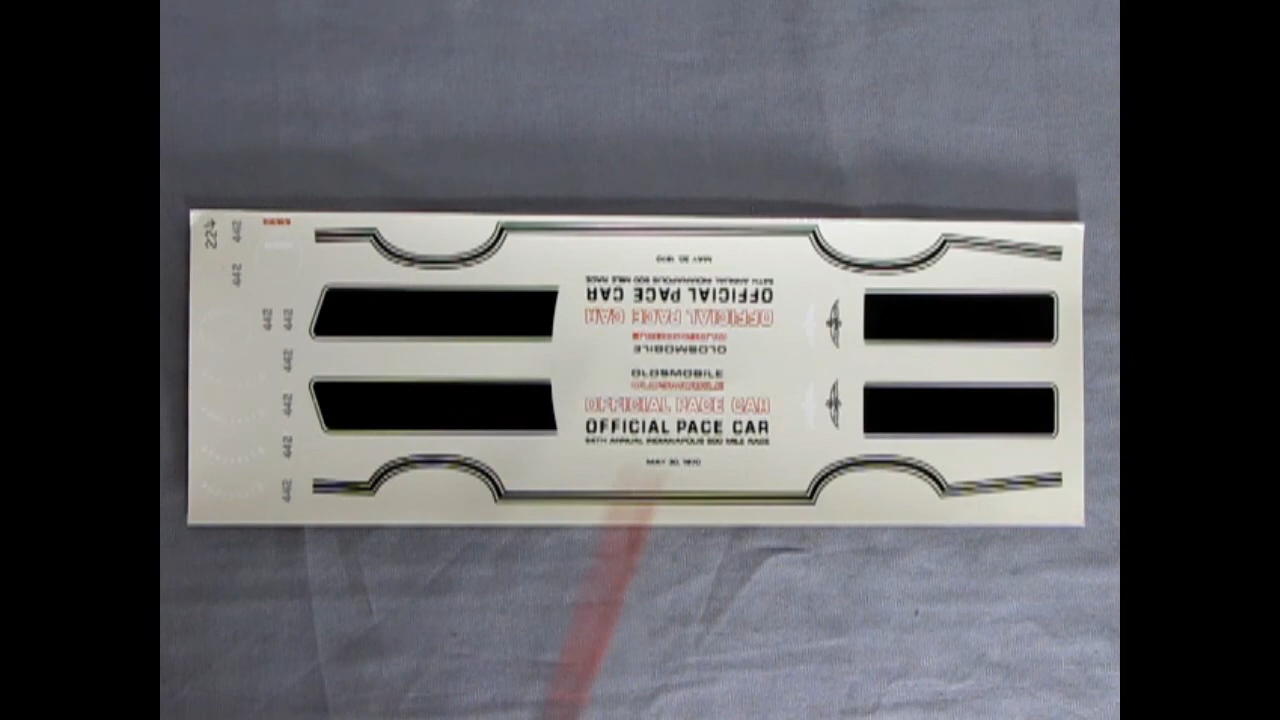 224
442
442
442
442
442
442
442
442
MAY 30, 1970
54TH ANNUAL INDIANAPOLIS 500 MILE RACE
OFFICIAL PACE CAR
OFFICIAL PACE CAR
OLDSMOBILE
OLDSMOBILE
OLDSMOBILE
OLDSMOBILE
OFFICIAL PACE CAR
OFFICIAL PACE CAR
54TH ANNUAL INDIANAPOLIS 500 MILE RACE
MAY 30, 1970